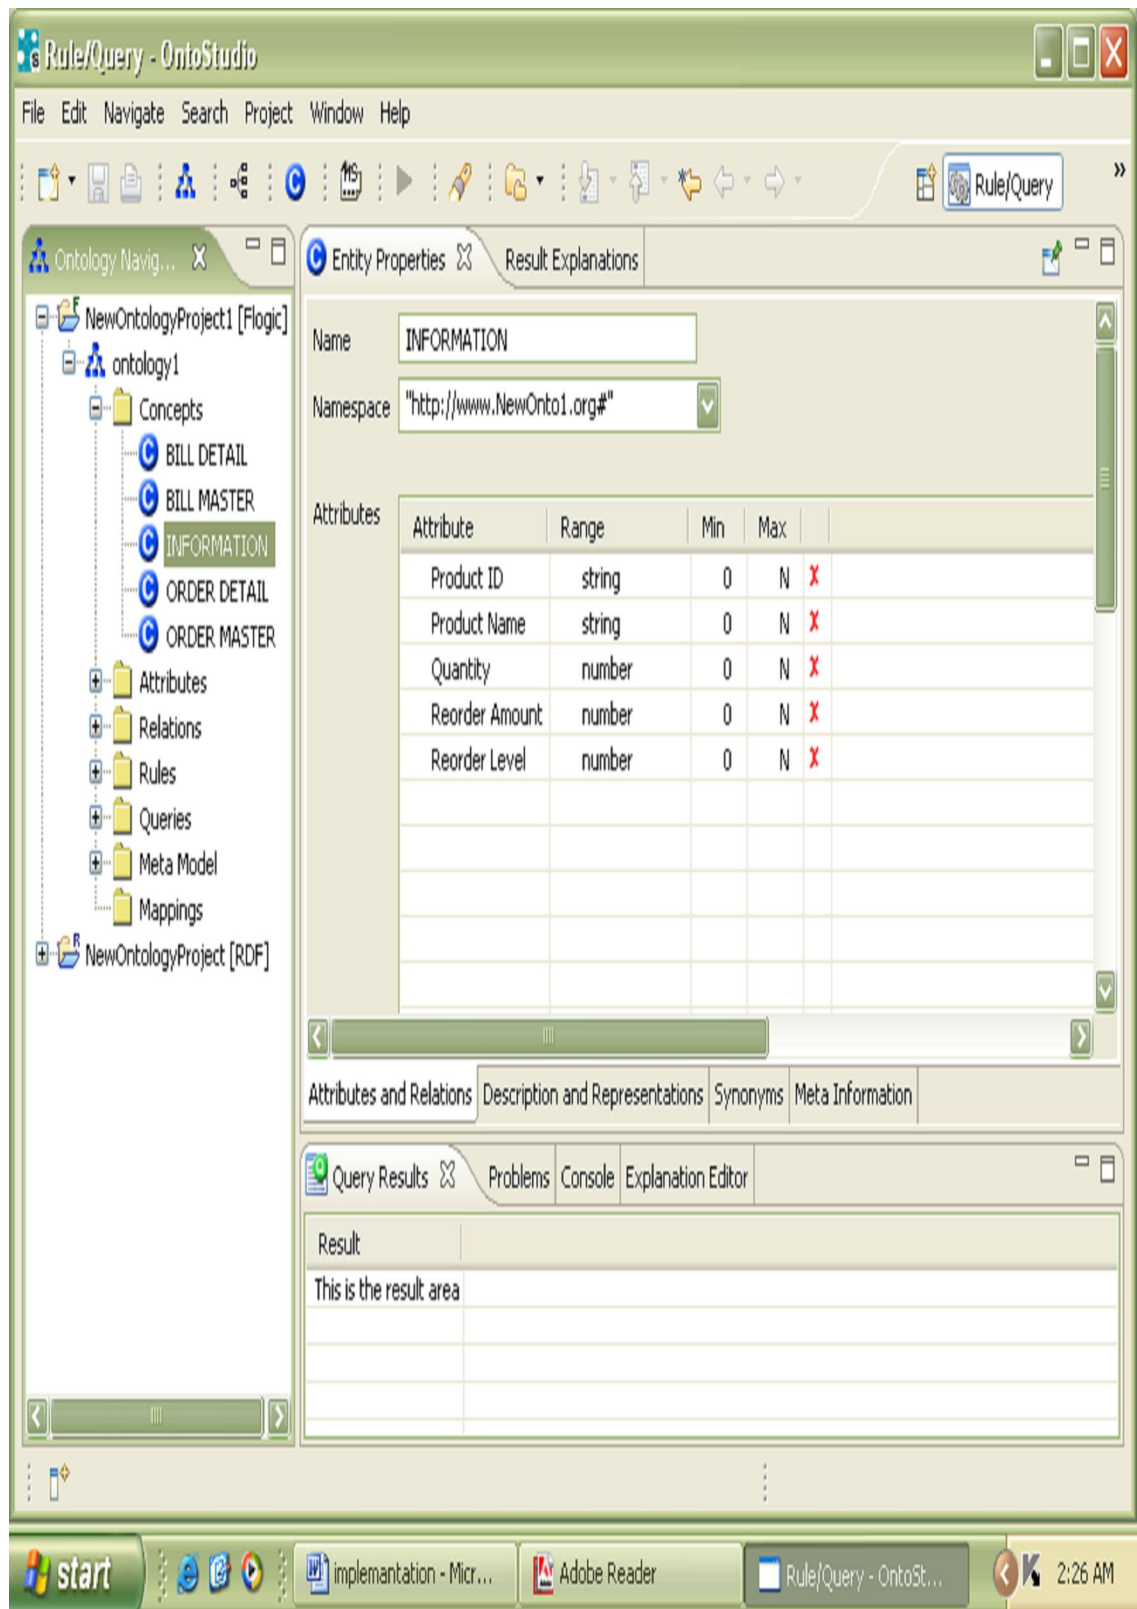 Rule/Query - OntoStudio
File Edit Navigate Search Project Window Help
Rule/Query
Ontology Navig...
NewOntologyProject1 [Flogic]
ontology1
Concepts
BILL DETAIL
BILL MASTER
INFORMATION
ORDER DETAIL
ORDER MASTER
Attributes
Relations
Rules
Queries
Meta Model
Mappings
NewOntologyProject [RDF]
Entity Properties Result Explanations
Name INFORMATION
Namespace "http://www.NewOnto1.org#"
Attributes
Attribute Range Min Max
Product ID string 0 N
Product Name string 0 N
Quantity number 0 N
Reorder Amount number 0 N
Reorder Level number 0 N
Attributes and Relations Description and Representations Synonyms Meta Information
Query Results Problems Console Explanation Editor
Result
This is the result area
start implemantation - Micr... Adobe Reader Rule/Query - OntoSt... 2:26 AM